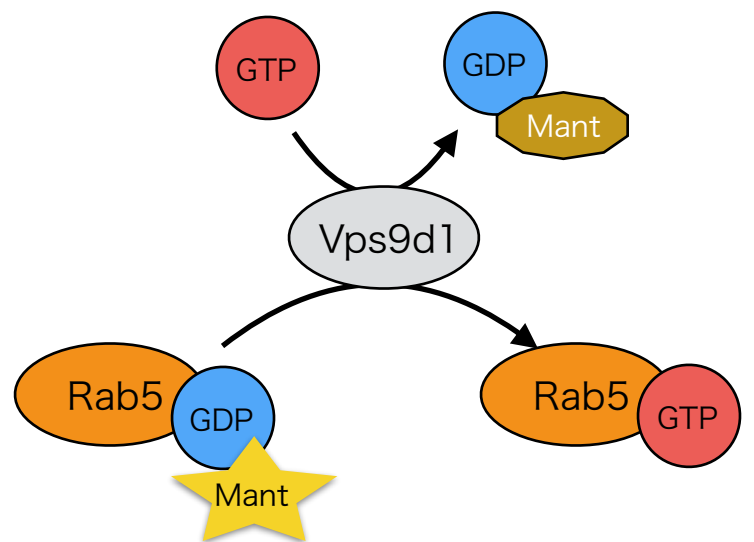 GTP
GDP
Mant
Vps9d1
Rab5
GDP
Mant
Rab5
GTP